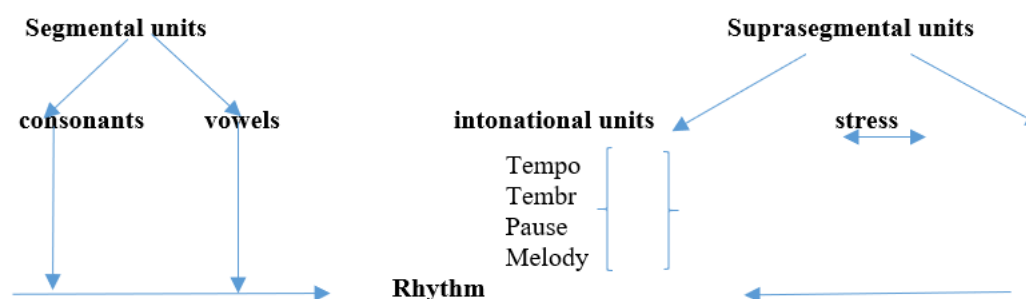 Segmental units
Suprasegmental units
consonants
vowels
intonational units
stress
Tempo
Tembr
Pause
Melody
Rhythm